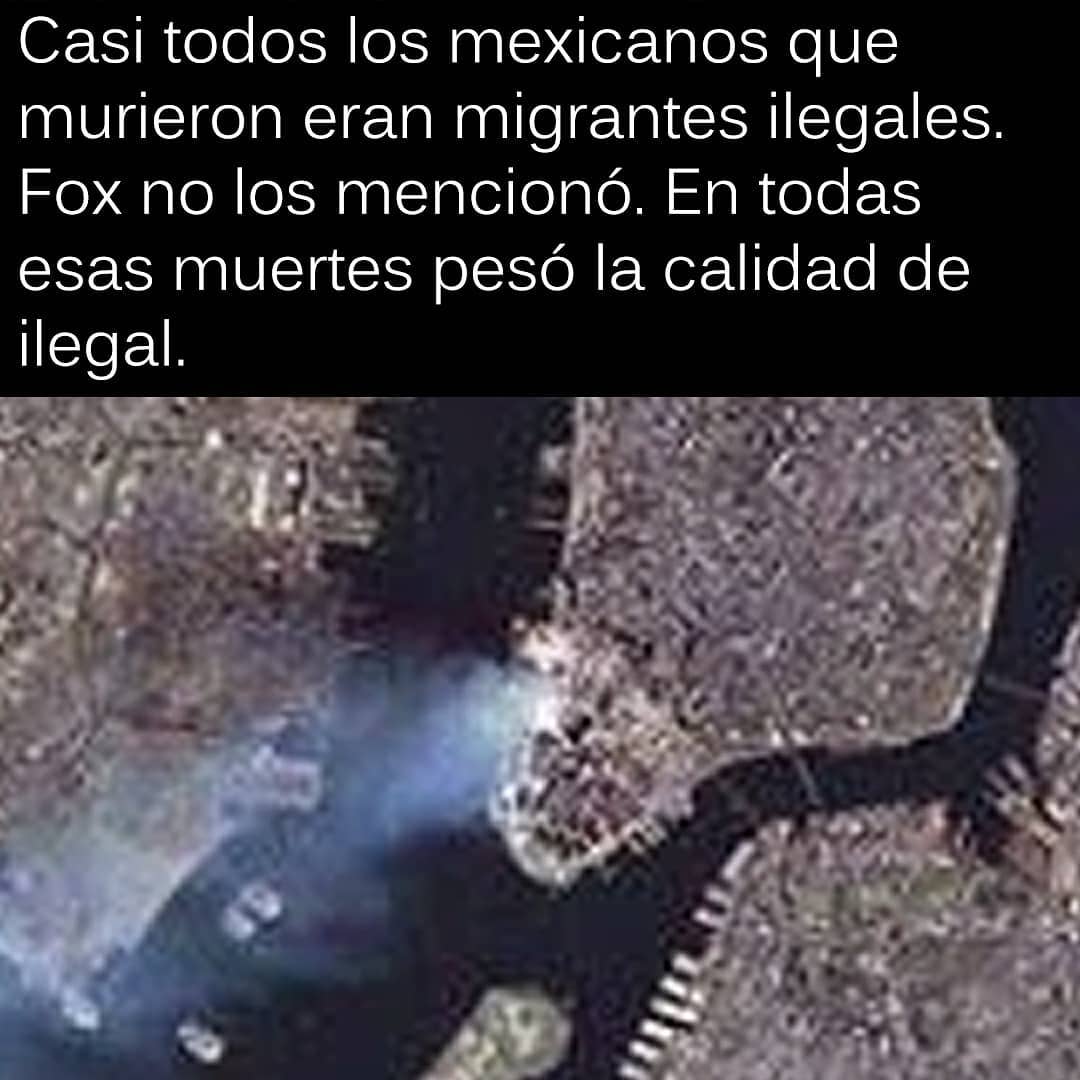 Casi todos los mexicanos que
murieron eran migrantes ilegales.
Fox no los mencionó. En todas
esas muertes pesó la calidad de
ilegal.